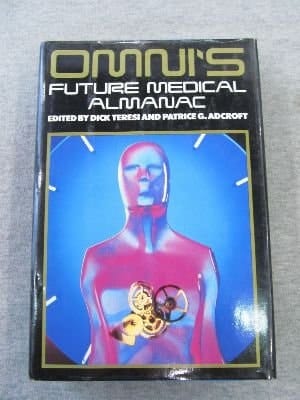 OMNI'S
FUTURE MEDICAL
ALMANAC
EDITED BY DICK TERESI AND PATRICE G. ADCROFT